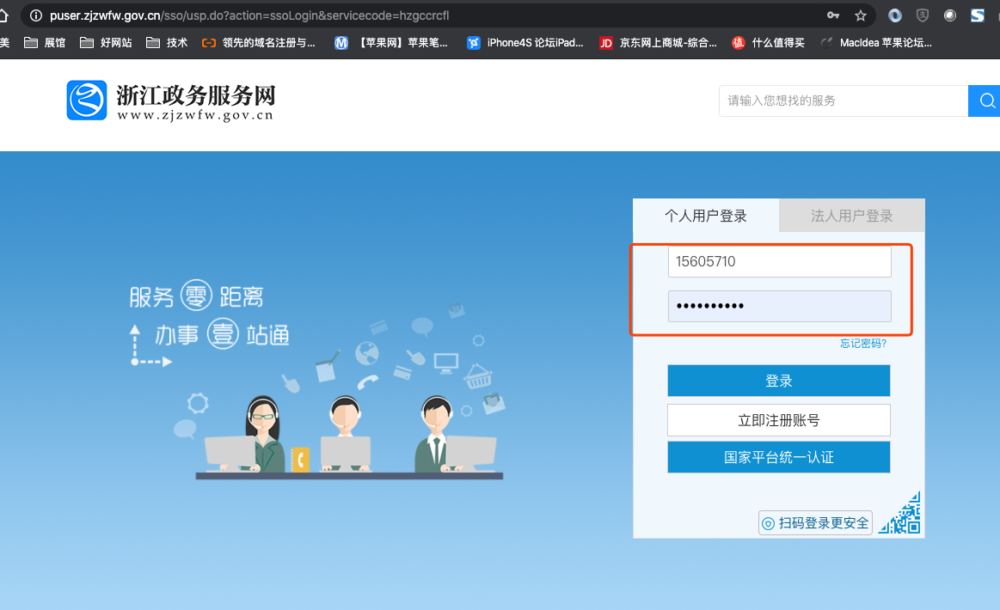 puser.zjzwfw.gov.cn/sso/usp.do?action=ssoLogin&servicecode=hzgccrcfl
美 展馆 好网站 技术 领先的域名注册与... 【苹果网】苹果笔... iPhone4S 论坛iPad... JD 京东网上商城-综合... 值 什么值得买 MacIdea 苹果论坛...
浙江政务服务网
www.zjzwfw.gov.cn
请输入您想找的服务
个人用户登录 法人用户登录
15605710
••••••••••
忘记密码?
服务零距离
办事壹站通
登录
立即注册账号
国家平台统一认证
扫码登录更安全